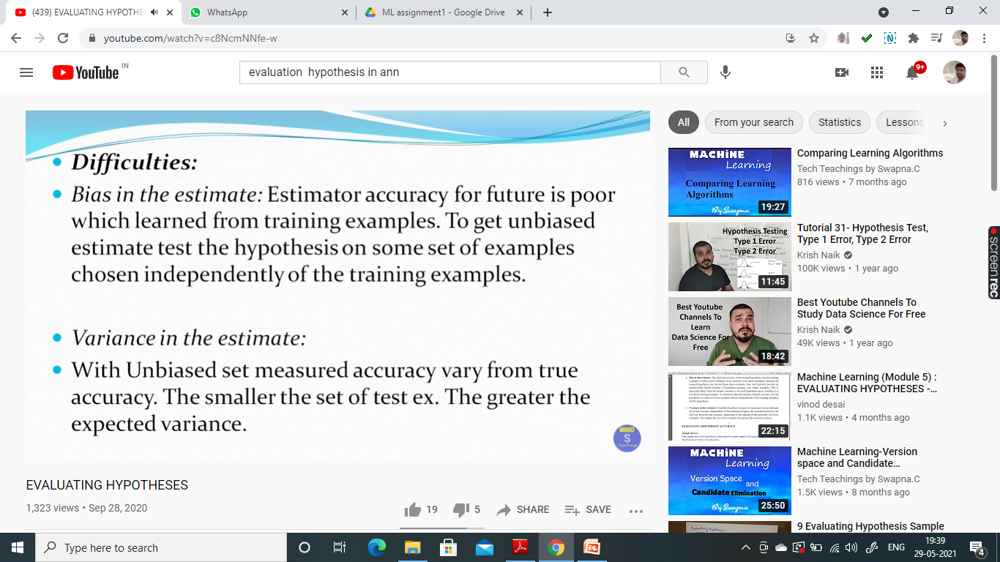 (439) EVALUATING HYPOTHE
WhatsApp
ML assignment1 - Google Drive
youtube.com/watch?v=c8NcmNNfe-w
YouTube IN
evaluation hypothesis in ann
9+
Difficulties:
Bias in the estimate: Estimator accuracy for future is poor
which learned from training examples. To get unbiased
estimate test the hypothesis on some set of examples
chosen independently of the training examples.
Variance in the estimate:
With Unbiased set measured accuracy vary from true
accuracy. The smaller the set of test ex. The greater the
expected variance.
S
Teachings
EVALUATING HYPOTHESES
1,323 views • Sep 28, 2020
19 5 SHARE SAVE
All From your search Statistics Lessons
MACHiNE
Learning
Comparing Learning
Algorithms
By Swapna
19:27
Comparing Learning Algorithms
Tech Teachings by Swapna.C
816 views • 7 months ago
Hypothesis Testing
Type 1 Error
Type 2 Error
11:45
Tutorial 31- Hypothesis Test,
Type 1 Error, Type 2 Error
Krish Naik
100K views • 1 year ago
Best Youtube
Channels To
Learn
Data Science For
Free
18:42
Best Youtube Channels To
Study Data Science For Free
Krish Naik
49K views • 1 year ago
ESTIMATING HYPOTHESIS ACCURACY
22:15
Machine Learning (Module 5) :
EVALUATING HYPOTHESES -...
vinod desai
1.1K views • 4 months ago
MACHiNE
Learning
Version Space
and
Candidate Elimination
By Swapna
25:50
Machine Learning-Version
space and Candidate...
Tech Teachings by Swapna.C
1.5K views • 8 months ago
9 Evaluating Hypothesis Sample
Screenrec
Type here to search
ENG
19:39
29-05-2021
4